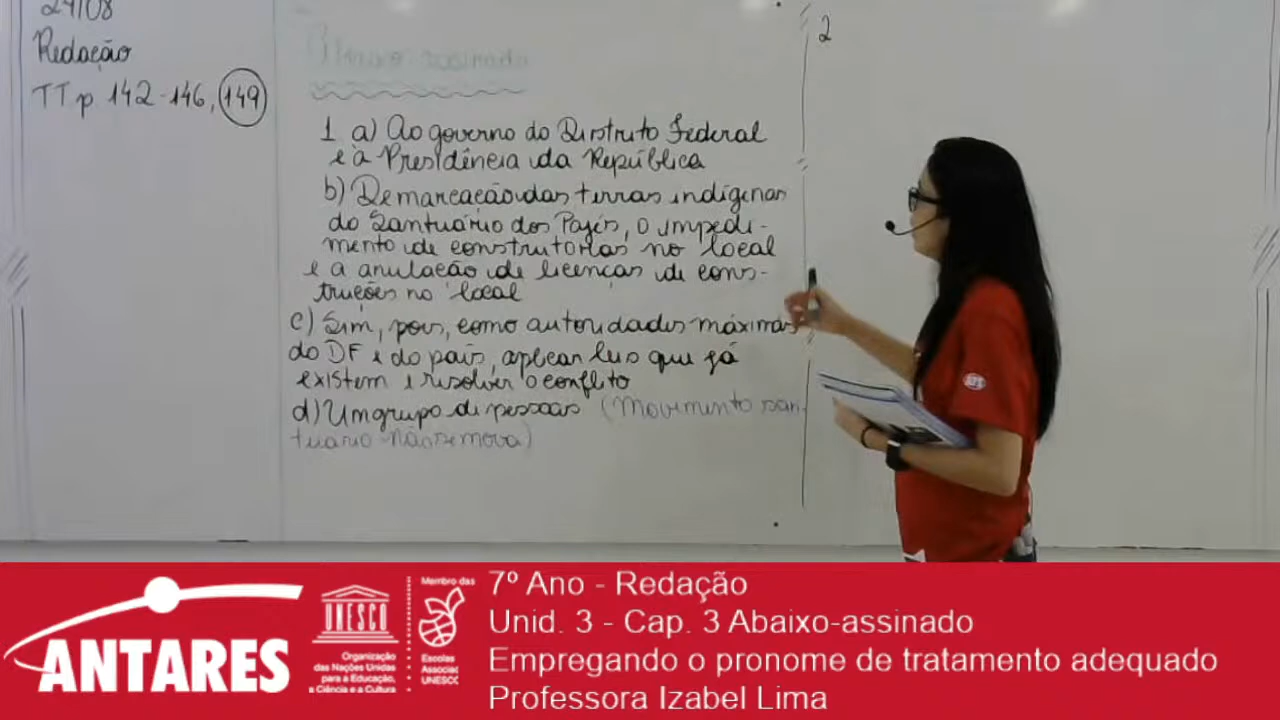 24/08
Redação
TT p 142-146, 149
Abaixo-assinado
1 a) Ao governo do Distrito Federal
e à Presidência da República
b) Demarcação das terras indígenas
do Santuário dos Pajés, o impedi-
mento de construtoras no local
e a anulação de licenças de cons-
truções no local
c) Sim, pois, como autoridades máximas
do DF e do país, aplicar leis que já
existem e resolver o conflito
d) Um grupo de pessoas (Movimento san-
tuário não se mova)
2
ANTARES
UNESCO
Organização
das Nações Unidas
para a Educação,
a Ciência e a Cultura
Membro das
Escolas
Associa
UNESC
7º Ano - Redação
Unid. 3 - Cap. 3 Abaixo-assinado
Empregando o pronome de tratamento adequado
Professora Izabel Lima